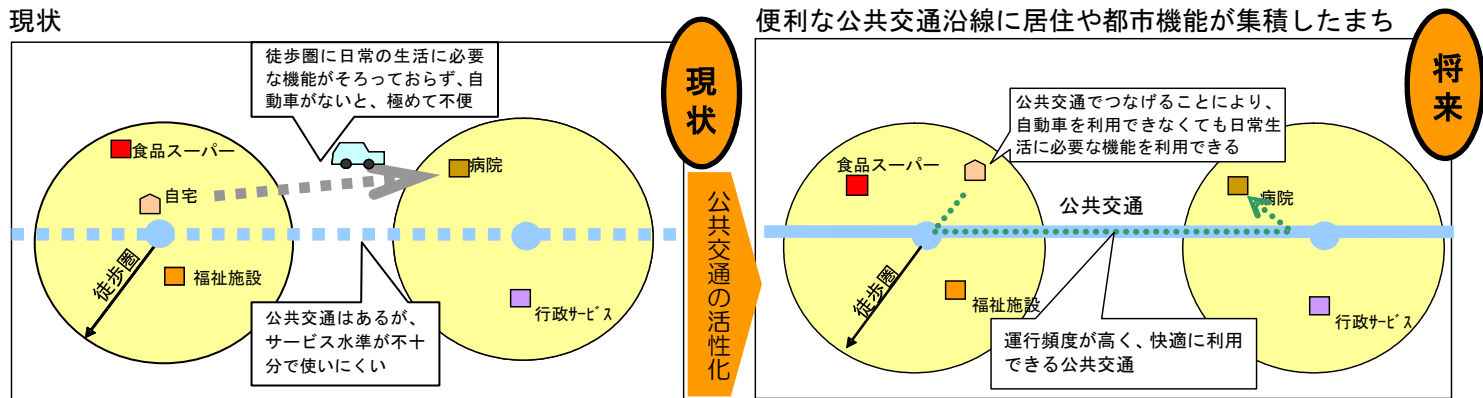 現状
徒歩圏に日常の生活に必要
な機能がそろっておらず、自
動車がないと、極めて不便
食品スーパー
自宅
病院
徒歩圏
福祉施設
行政ｻｰﾋﾞｽ
公共交通はあるが、
サービス水準が不十
分で使いにくい
現状
公共交通の活性化
便利な公共交通沿線に居住や都市機能が集積したまち
将来
公共交通でつなげることにより、
自動車を利用できなくても日常生
活に必要な機能を利用できる
食品スーパー
病院
公共交通
徒歩圏
福祉施設
行政ｻｰﾋﾞｽ
運行頻度が高く、快適に利用
できる公共交通